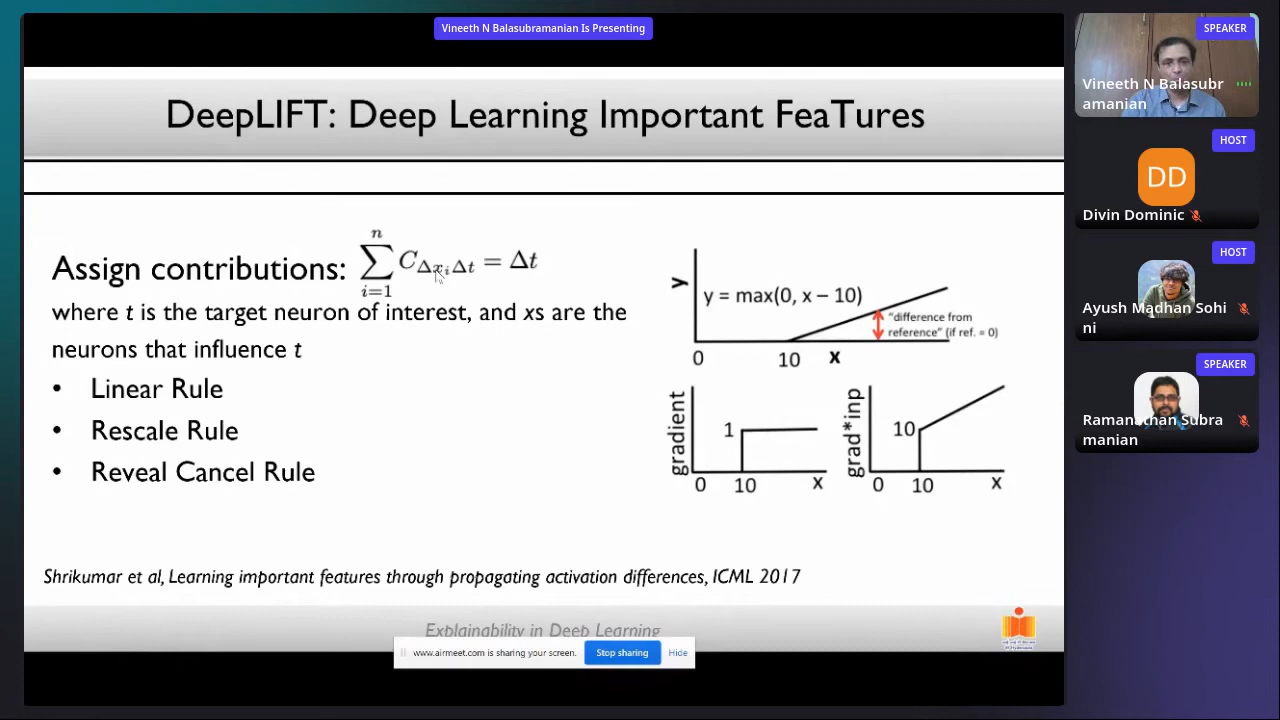 Vineeth N Balasubramanian Is Presenting
DeepLIFT: Deep Learning Important FeaTures
Assign contributions:
n
∑ C_{Δx_iΔt} = Δt
i=1
where t is the target neuron of interest, and xs are the
neurons that influence t
• Linear Rule
• Rescale Rule
• Reveal Cancel Rule
y
y = max(0, x – 10)
"difference from
reference" (if ref. = 0)
0 10 x
gradient
1
0 10 x
grad*inp
10
0 10 x
Shrikumar et al, Learning important features through propagating activation differences, ICML 2017
Explainability in Deep Learning
www.airmeet.com is sharing your screen.
Stop sharing
Hide
SPEAKER
Vineeth N Balasubr
amanian
HOST
DD
Divin Dominic
HOST
Ayush Madhan Sohi
ni
SPEAKER
Ramanathan Subra
manian